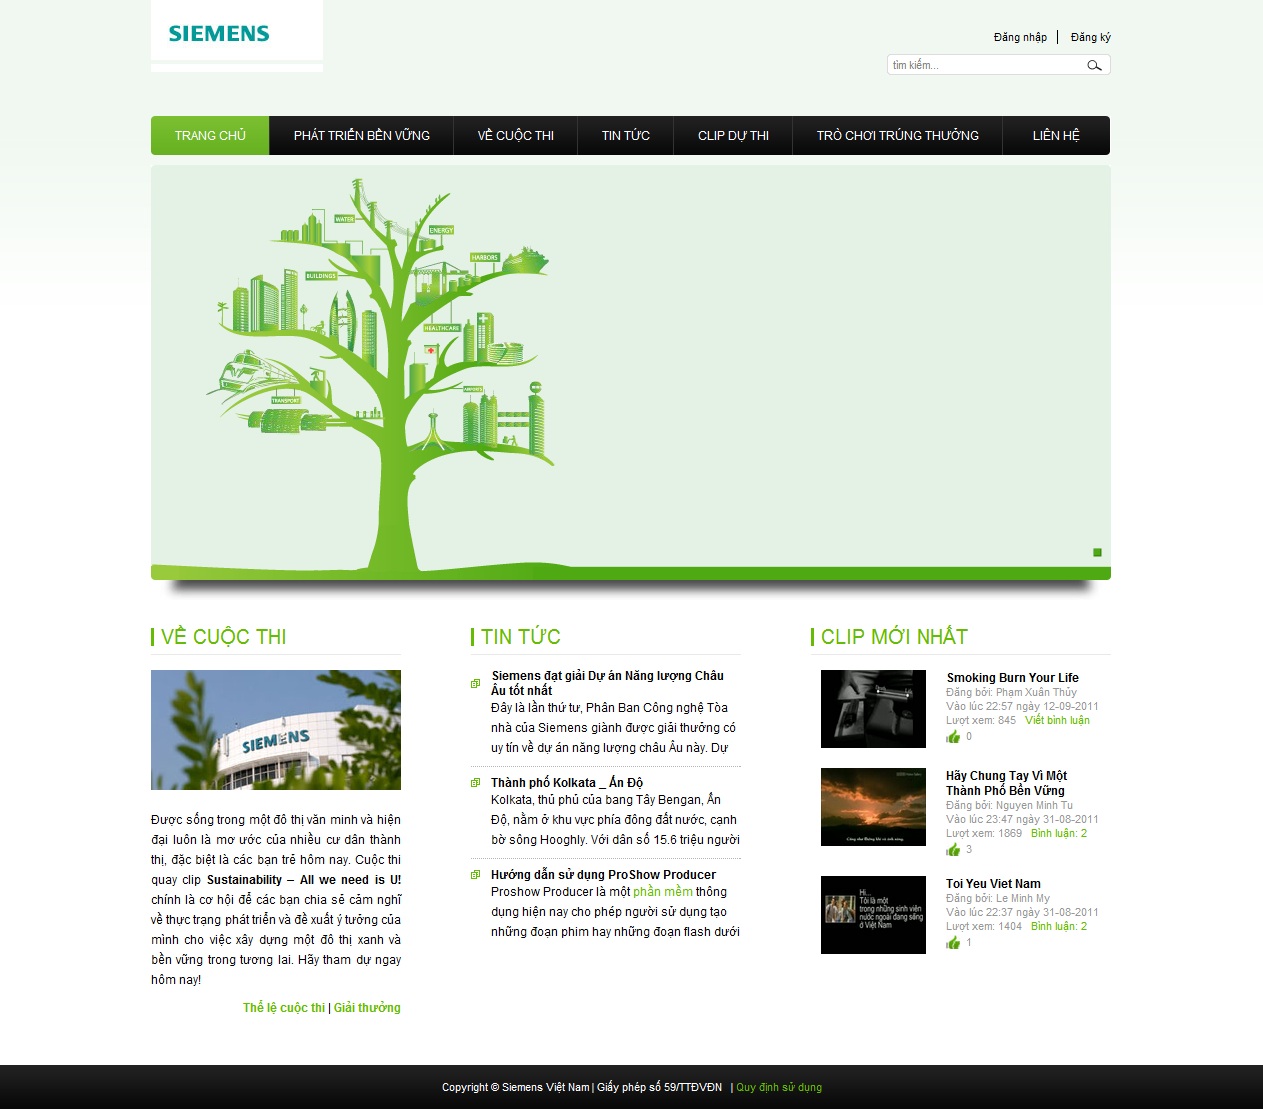 SIEMENS
Đăng nhập | Đăng ký
tìm kiếm...
TRANG CHỦ
PHÁT TRIỂN BỀN VỮNG
VỀ CUỘC THI
TIN TỨC
CLIP DỰ THI
TRÒ CHƠI TRÚNG THƯỞNG
LIÊN HỆ
WATER
ENERGY
HARBORS
BUILDINGS
HEALTHCARE
AIRPORTS
TRANSPORT
VỀ CUỘC THI
SIEMENS
Được sống trong một đô thị văn minh và hiện
đại luôn là mơ ước của nhiều cư dân thành
thị, đặc biệt là các bạn trẻ hôm nay. Cuộc thi
quay clip Sustainability – All we need is U!
chính là cơ hội để các bạn chia sẻ cảm nghĩ
về thực trạng phát triển và đề xuất ý tưởng của
mình cho việc xây dựng một đô thị xanh và
bền vững trong tương lai. Hãy tham dự ngay
hôm nay!
Thể lệ cuộc thi | Giải thưởng
TIN TỨC
Siemens đạt giải Dự án Năng lượng Châu
Âu tốt nhất
Đây là lần thứ tư, Phân Ban Công nghệ Tòa
nhà của Siemens giành được giải thưởng có
uy tín về dự án năng lượng châu Âu này. Dự
Thành phố Kolkata _ Ấn Độ
Kolkata, thủ phủ của bang Tây Bengan, Ấn
Độ, nằm ở khu vực phía đông đất nước, cạnh
bờ sông Hooghly. Với dân số 15.6 triệu người
Hướng dẫn sử dụng ProShow Producer
Proshow Producer là một phần mềm thông
dụng hiện nay cho phép người sử dụng tạo
những đoạn phim hay những đoạn flash dưới
CLIP MỚI NHẤT
Smoking Burn Your Life
Đăng bởi: Phạm Xuân Thủy
Vào lúc 22:57 ngày 12-09-2011
Lượt xem: 845 Viết bình luận
0
Hãy Chung Tay Vì Một
Thành Phố Bền Vững
Đăng bởi: Nguyen Minh Tu
Vào lúc 23:47 ngày 31-08-2011
Lượt xem: 1869 Bình luận: 2
3
Hi...
Tôi là một
trong những sinh viên
nước ngoài đang sống
ở Việt Nam
Toi Yeu Viet Nam
Đăng bởi: Le Minh My
Vào lúc 22:37 ngày 31-08-2011
Lượt xem: 1404 Bình luận: 2
1
Copyright © Siemens Việt Nam | Giấy phép số 59/TTĐVĐN | Quy định sử dụng